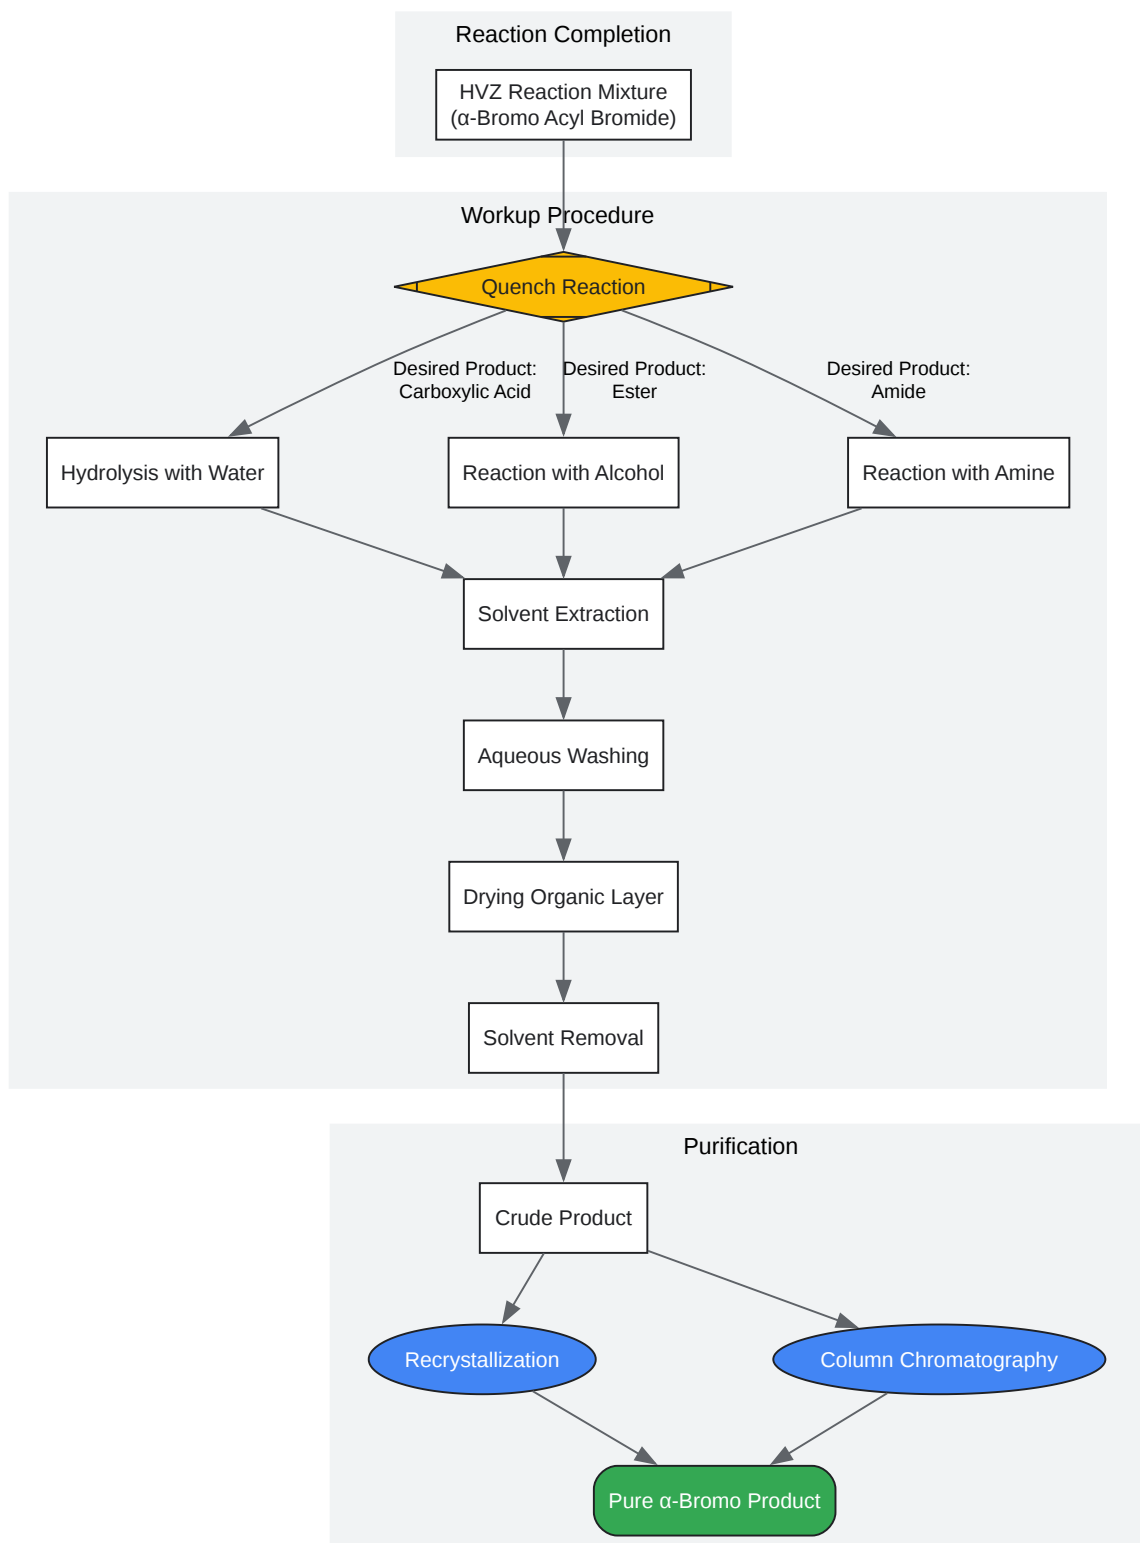 Reaction Completion
HVZ Reaction Mixture
(α-Bromo Acyl Bromide)
Workup Procedure
Quench Reaction
Desired Product:
Carboxylic Acid
Desired Product:
Ester
Desired Product:
Amide
Hydrolysis with Water
Reaction with Alcohol
Reaction with Amine
Solvent Extraction
Aqueous Washing
Drying Organic Layer
Solvent Removal
Purification
Crude Product
Recrystallization
Column Chromatography
Pure α-Bromo Product